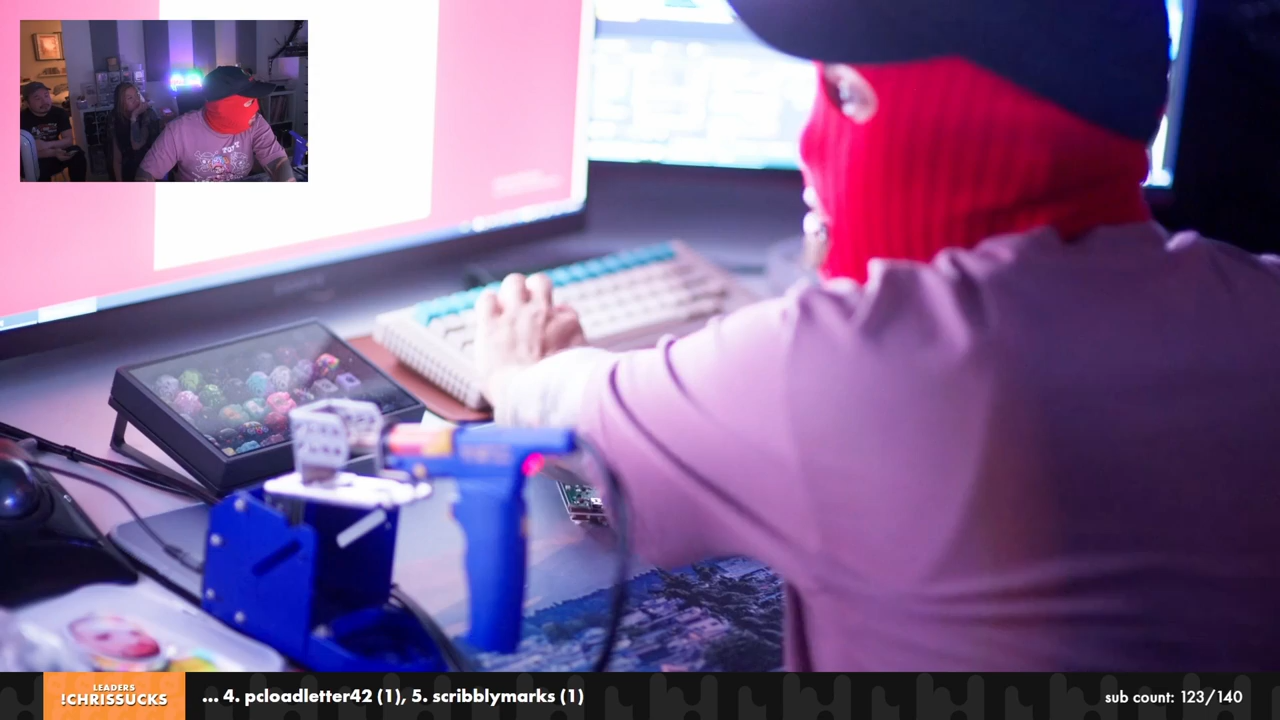 LEADERS
!CHRISSUCKS
... 4. pcloadletter42 (1), 5. scribblymarks (1)
sub count: 123/140